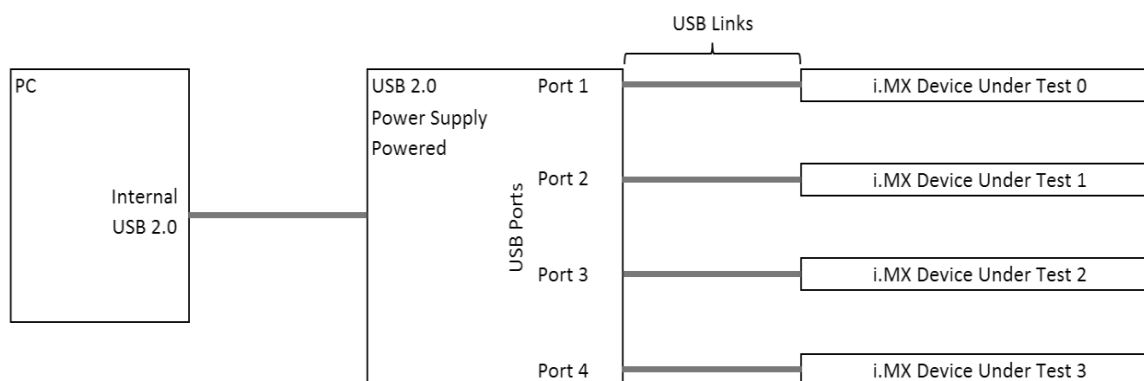 USB Links
PC
Internal
USB 2.0
USB 2.0
Power Supply
Powered
USB Ports
Port 1
i.MX Device Under Test 0
Port 2
i.MX Device Under Test 1
Port 3
i.MX Device Under Test 2
Port 4
i.MX Device Under Test 3